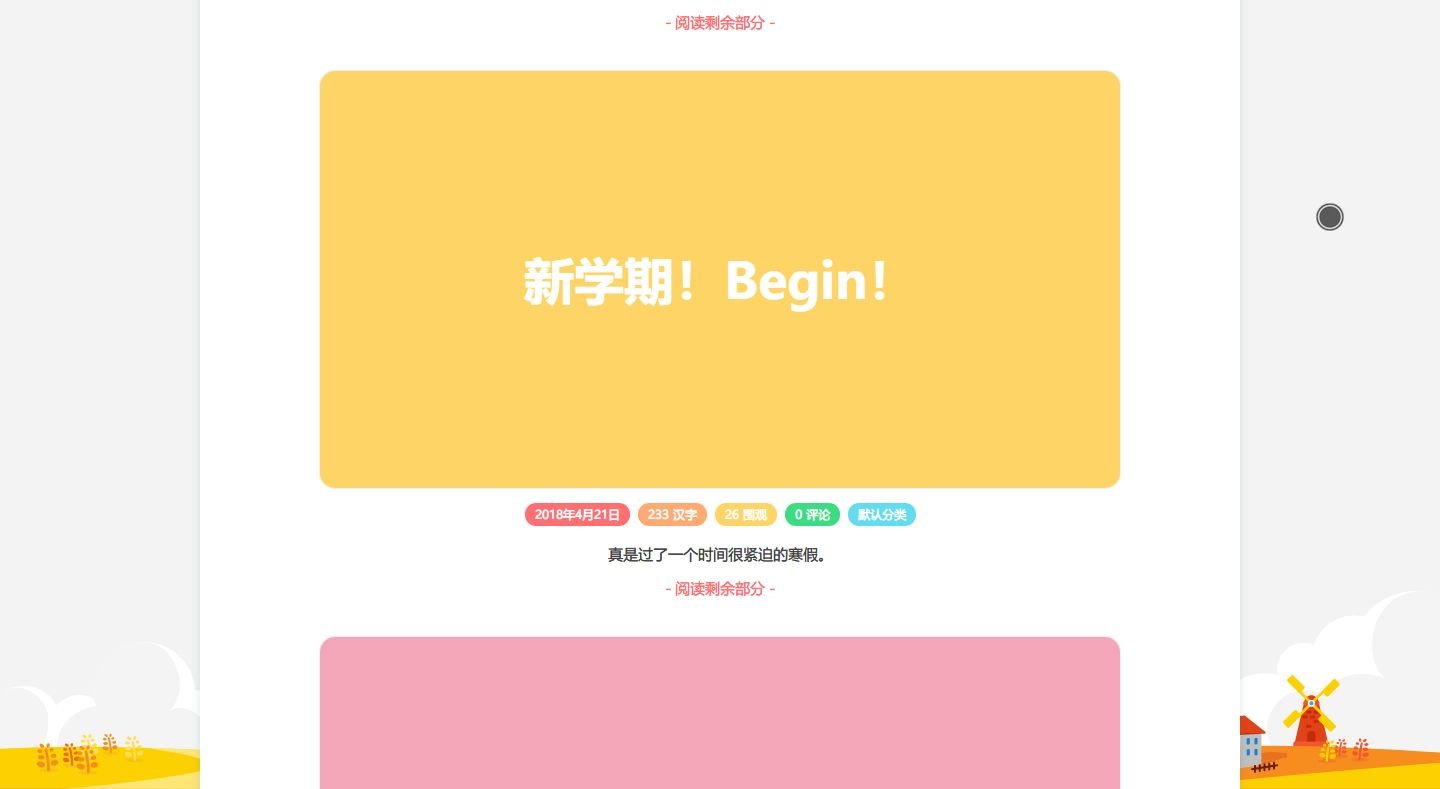 - 阅读剩余部分 -
新学期！Begin！
2018年4月21日 233 汉字 26 围观 0 评论 默认分类
真是过了一个时间很紧迫的寒假。
- 阅读剩余部分 -